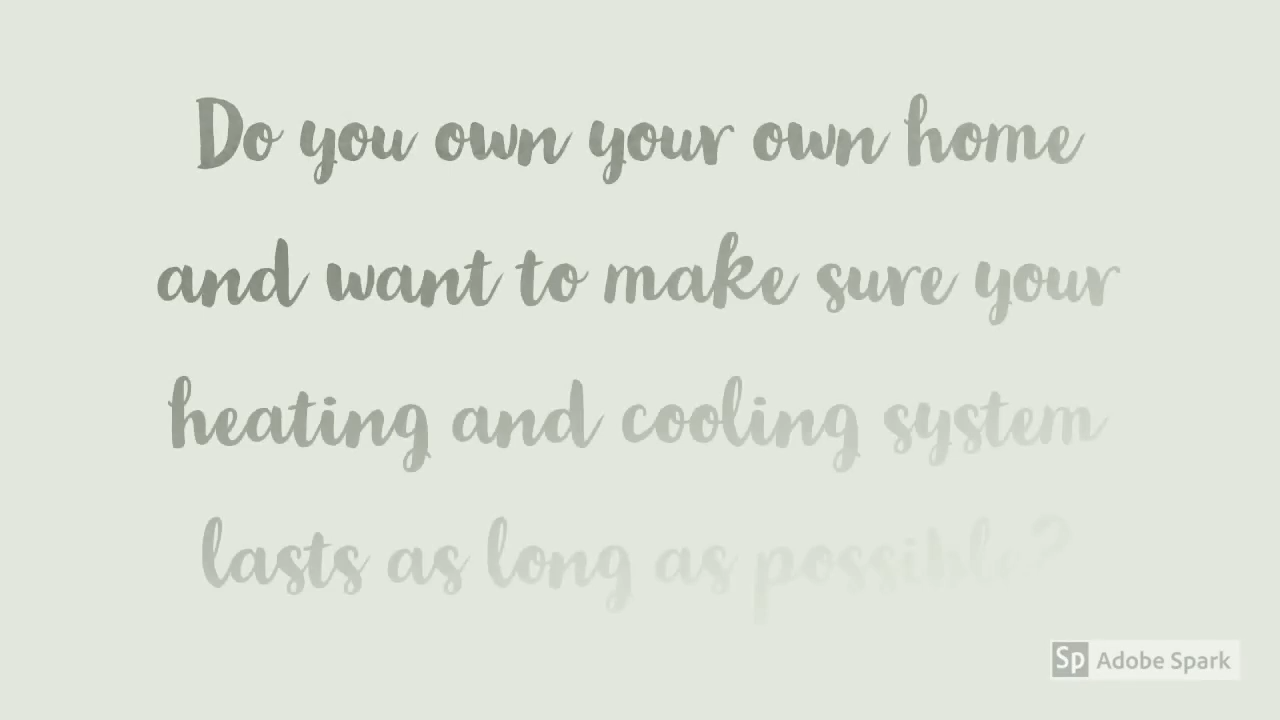 Do you own your own home
and want to make sure your
heating and cooling system
lasts as long as possible?
Sp Adobe Spark